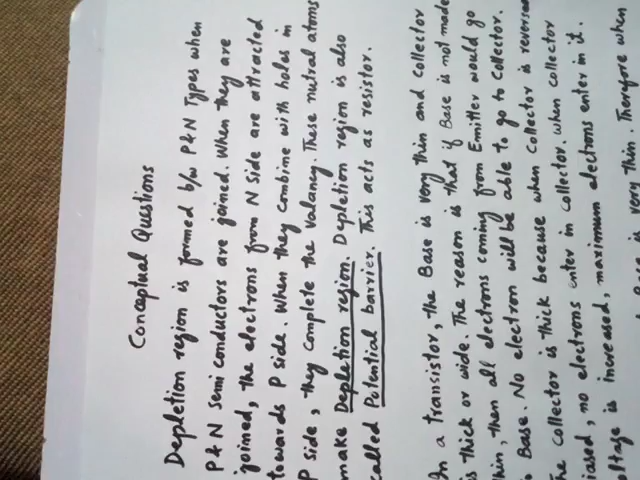 Conceptual Questions
Depletion region is formed b/w P&N Types when
P&N semi conductors are joined. When they are
joined, the electrons from N side are attracted
towards P side. When they combine with holes in
P side, they complete the valancy. These nutral atoms
make Depletion region. Depletion region is also
called Potential barrier. This acts as resistor.
In a transistor, the Base is very thin and collector
is thick or wide. The reason is that if Base is not made
thin, then all electrons coming from Emitter would go
Base. No electron will be able to go to collector.
The collector is thick because when collector is reverse
iased, no electrons enter in collector. when collector
oltage is increased, maximum electrons enter in it.
Base is very thin. Therefore when